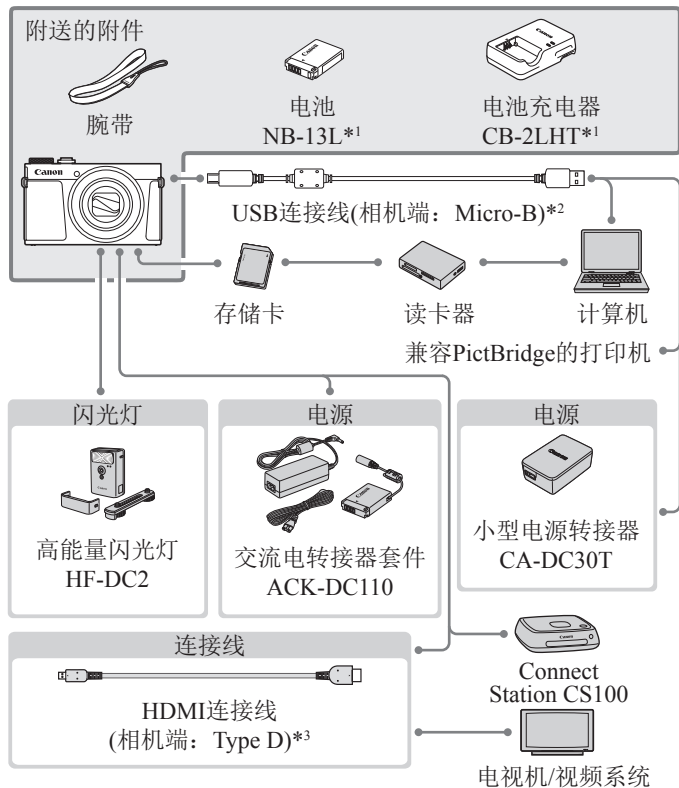 附送的附件
腕带
电池
NB-13L*1
电池充电器
CB-2LHT*1
Canon
USB连接线(相机端：Micro-B)*2
存储卡
读卡器
计算机
兼容PictBridge的打印机
闪光灯
高能量闪光灯
HF-DC2
电源
交流电转接器套件
ACK-DC110
电源
小型电源转接器
CA-DC30T
连接线
HDMI连接线
(相机端：Type D)*3
Connect
Station CS100
电视机/视频系统